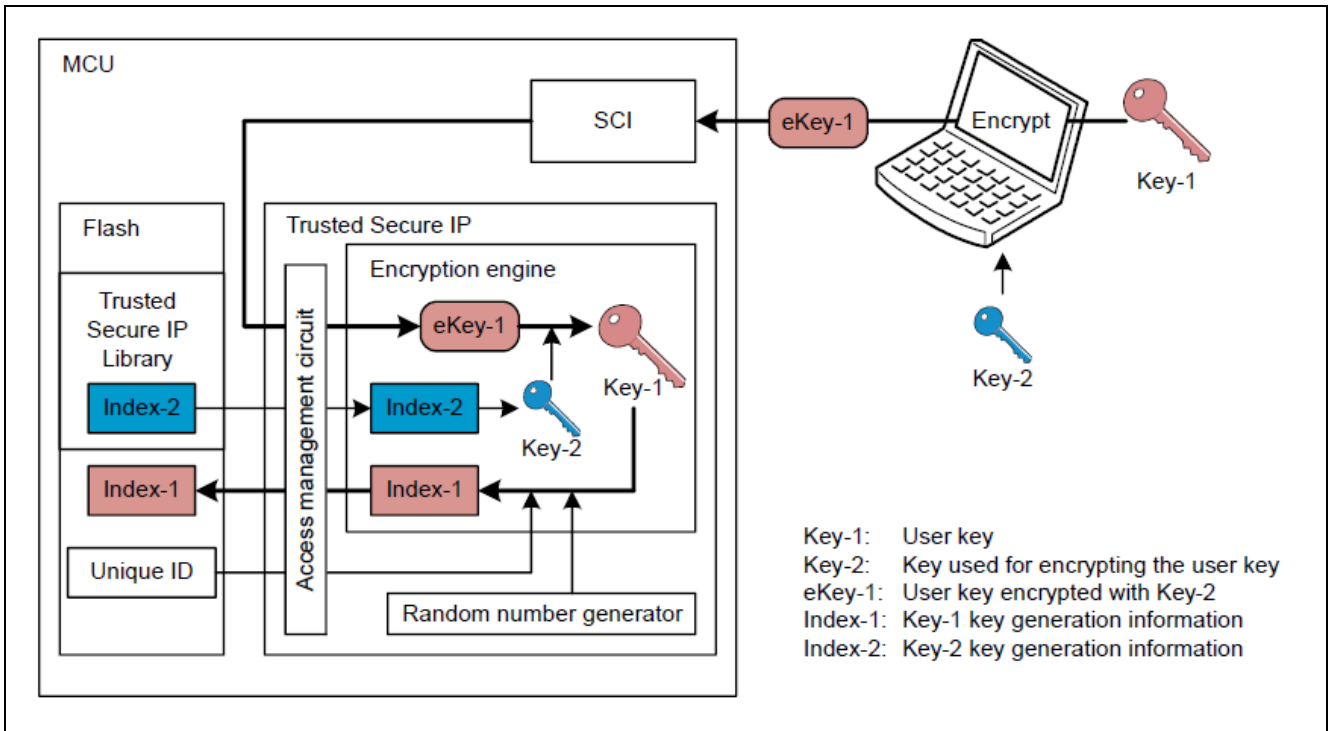 MCU
SCI
eKey-1
Encrypt
Key-1
Flash
Trusted Secure IP
Encryption engine
Trusted
Secure IP
Library
Access management circuit
eKey-1
Key-1
Key-2
Index-2
Index-2
Key-2
Index-1
Index-1
Unique ID
Random number generator
Key-1: User key
Key-2: Key used for encrypting the user key
eKey-1: User key encrypted with Key-2
Index-1: Key-1 key generation information
Index-2: Key-2 key generation information